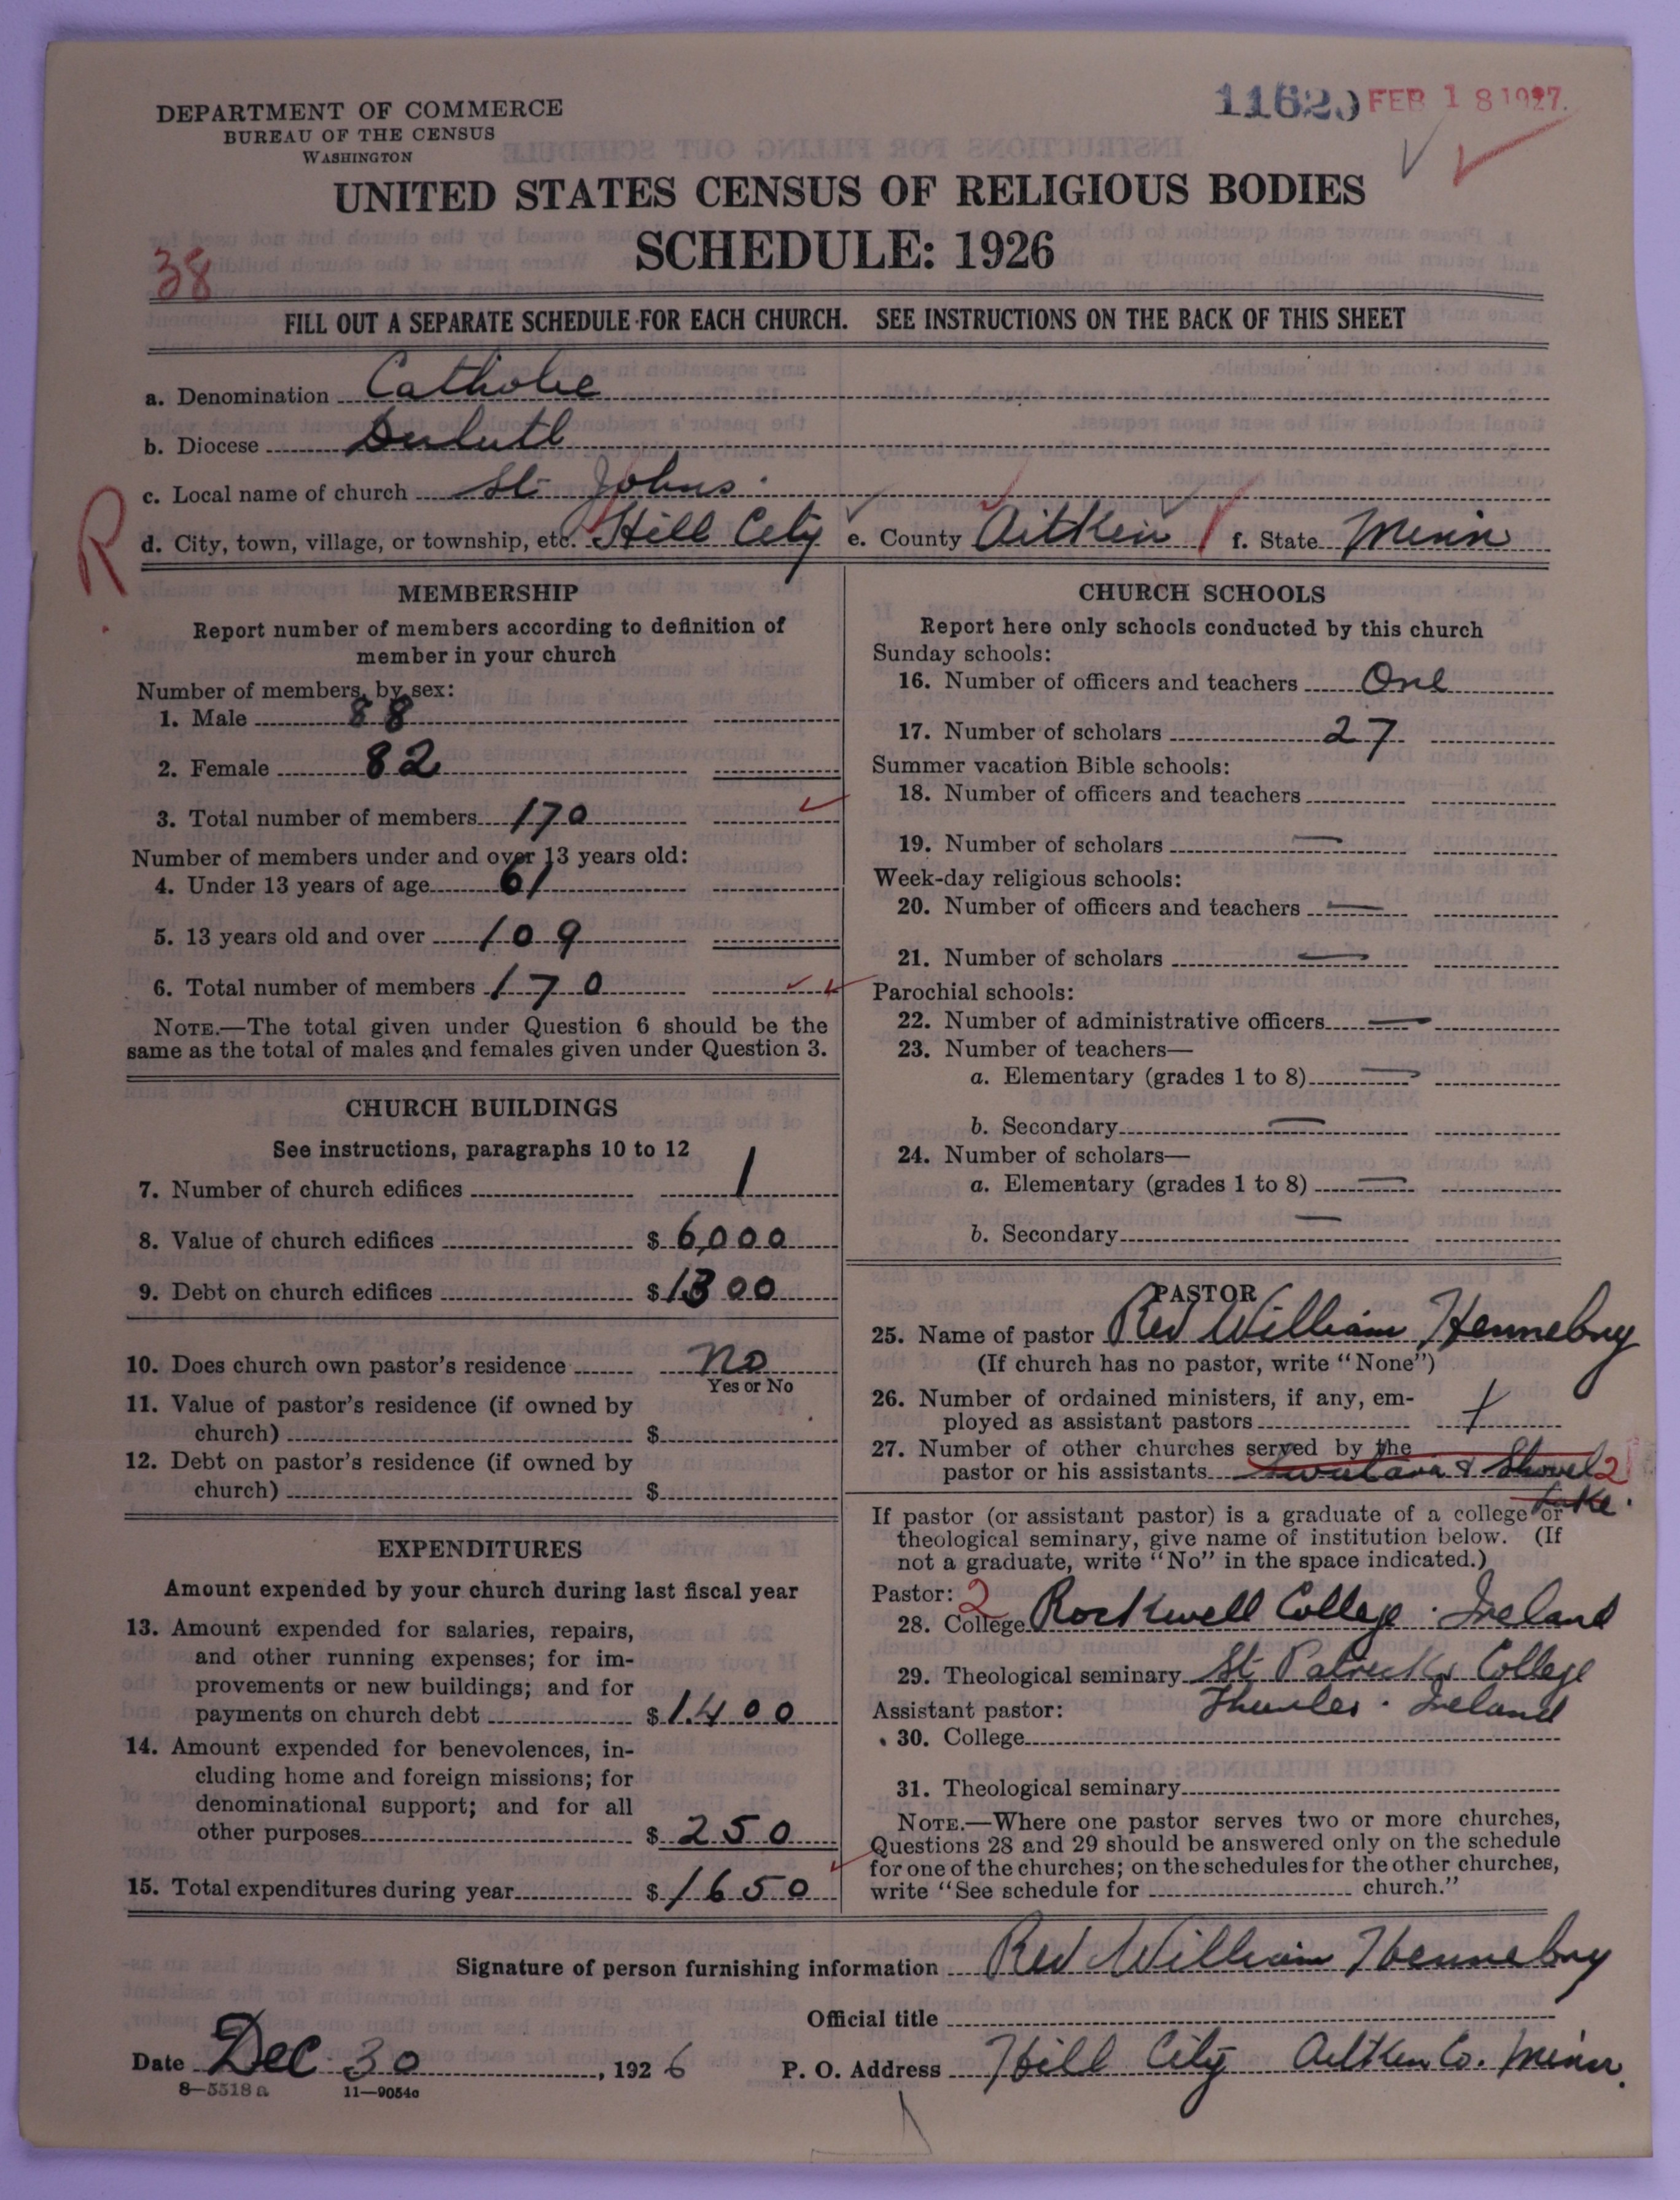 DEPARTMENT OF COMMERCE
BUREAU OF THE CENSUS
WASHINGTON
11620 FEB 18 1927.
UNITED STATES CENSUS OF RELIGIOUS BODIES
SCHEDULE: 1926
38
FILL OUT A SEPARATE SCHEDULE FOR EACH CHURCH. SEE INSTRUCTIONS ON THE BACK OF THIS SHEET
a. Denomination Catholic
b. Diocese Duluth
c. Local name of church St. Johns
R
d. City, town, village, or township, etc. Hill City e. County Aitkin f. State Minn
MEMBERSHIP
Report number of members according to definition of
member in your church
Number of members, by sex:
1. Male 88
2. Female 82
3. Total number of members 170
Number of members under and over 13 years old:
4. Under 13 years of age 61
5. 13 years old and over 109
6. Total number of members 170
NOTE.—The total given under Question 6 should be the
same as the total of males and females given under Question 3.
CHURCH BUILDINGS
See instructions, paragraphs 10 to 12
7. Number of church edifices 1
8. Value of church edifices $ 6000
9. Debt on church edifices $ 1300
10. Does church own pastor's residence no
Yes or No
11. Value of pastor's residence (if owned by
church) $
12. Debt on pastor's residence (if owned by
church) $
EXPENDITURES
Amount expended by your church during last fiscal year
13. Amount expended for salaries, repairs,
and other running expenses; for im-
provements or new buildings; and for
payments on church debt $ 1400
14. Amount expended for benevolences, in-
cluding home and foreign missions; for
denominational support; and for all
other purposes $ 250
15. Total expenditures during year $ 1650
CHURCH SCHOOLS
Report here only schools conducted by this church
Sunday schools:
16. Number of officers and teachers One
17. Number of scholars 27
Summer vacation Bible schools:
18. Number of officers and teachers
19. Number of scholars —
Week-day religious schools:
20. Number of officers and teachers —
21. Number of scholars —
Parochial schools:
22. Number of administrative officers —
23. Number of teachers—
a. Elementary (grades 1 to 8) —
b. Secondary —
24. Number of scholars—
a. Elementary (grades 1 to 8) —
b. Secondary —
PASTOR
25. Name of pastor Rev William Hennebry
(If church has no pastor, write "None")
26. Number of ordained ministers, if any, em-
ployed as assistant pastors
27. Number of other churches served by the
pastor or his assistants & Shovel 2
Lake.
If pastor (or assistant pastor) is a graduate of a college or
theological seminary, give name of institution below. (If
not a graduate, write "No" in the space indicated.)
Pastor: 2
28. College Rockwell College. Ireland
29. Theological seminary St Patricks College
Thurles. Ireland
Assistant pastor:
30. College
31. Theological seminary
NOTE.—Where one pastor serves two or more churches,
Questions 28 and 29 should be answered only on the schedule
for one of the churches; on the schedules for the other churches,
write "See schedule for church."
Signature of person furnishing information Rev William Hennebry
Official title
Date Dec 30, 1926 P. O. Address Hill City Aitken Co. Minn.
8—5518a 11—9054c